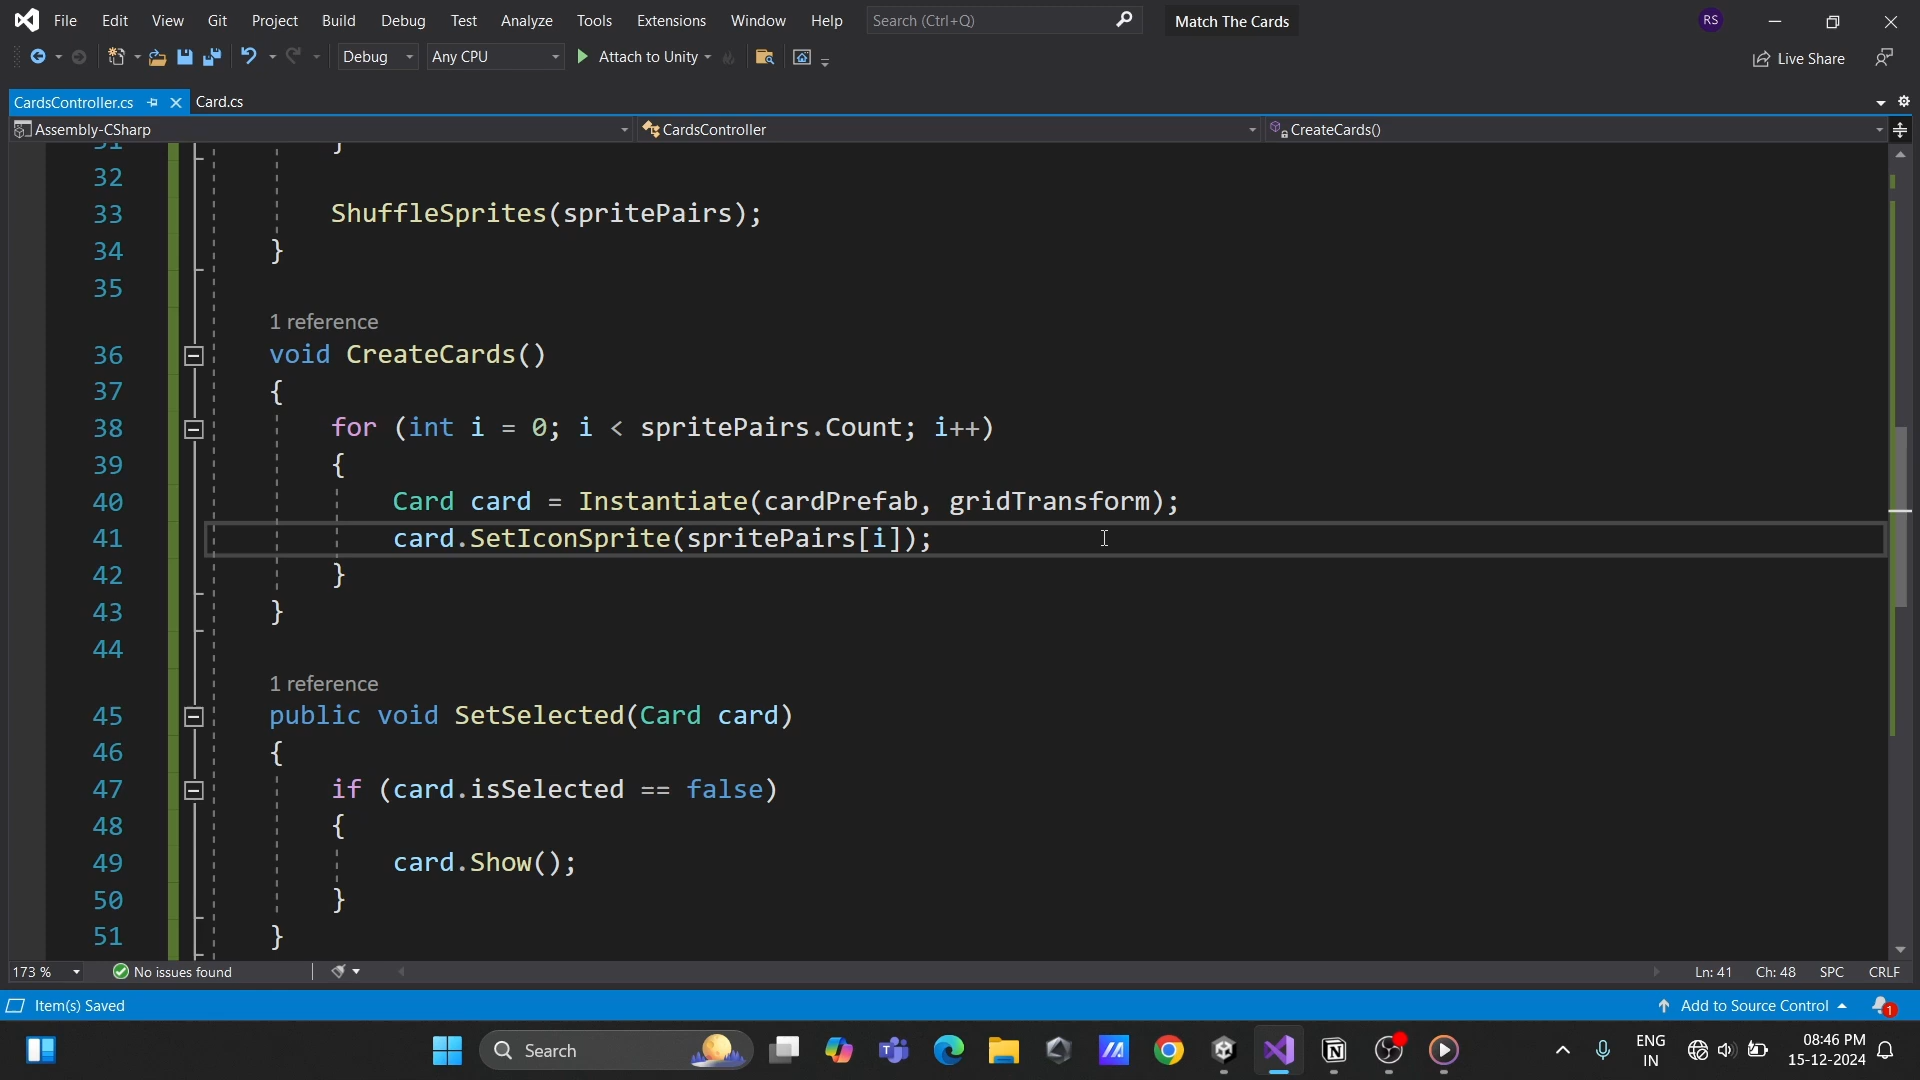 File Edit View Git Project Build Debug Test Analyze Tools Extensions Window Help Search (Ctrl+Q) Match The Cards RS
Debug Any CPU Attach to Unity Live Share
CardsController.cs Card.cs
Assembly-CSharp CardsController CreateCards()
31 }
32
33 ShuffleSprites(spritePairs);
34 }
35
1 reference
36 void CreateCards()
37 {
38 for (int i = 0; i < spritePairs.Count; i++)
39 {
40 Card card = Instantiate(cardPrefab, gridTransform);
41 card.SetIconSprite(spritePairs[i]);
42 }
43 }
44
1 reference
45 public void SetSelected(Card card)
46 {
47 if (card.isSelected == false)
48 {
49 card.Show();
50 }
51 }
173 % No issues found Ln: 41 Ch: 48 SPC CRLF
Item(s) Saved Add to Source Control 1
Search ENG 08:46 PM
IN 15-12-2024